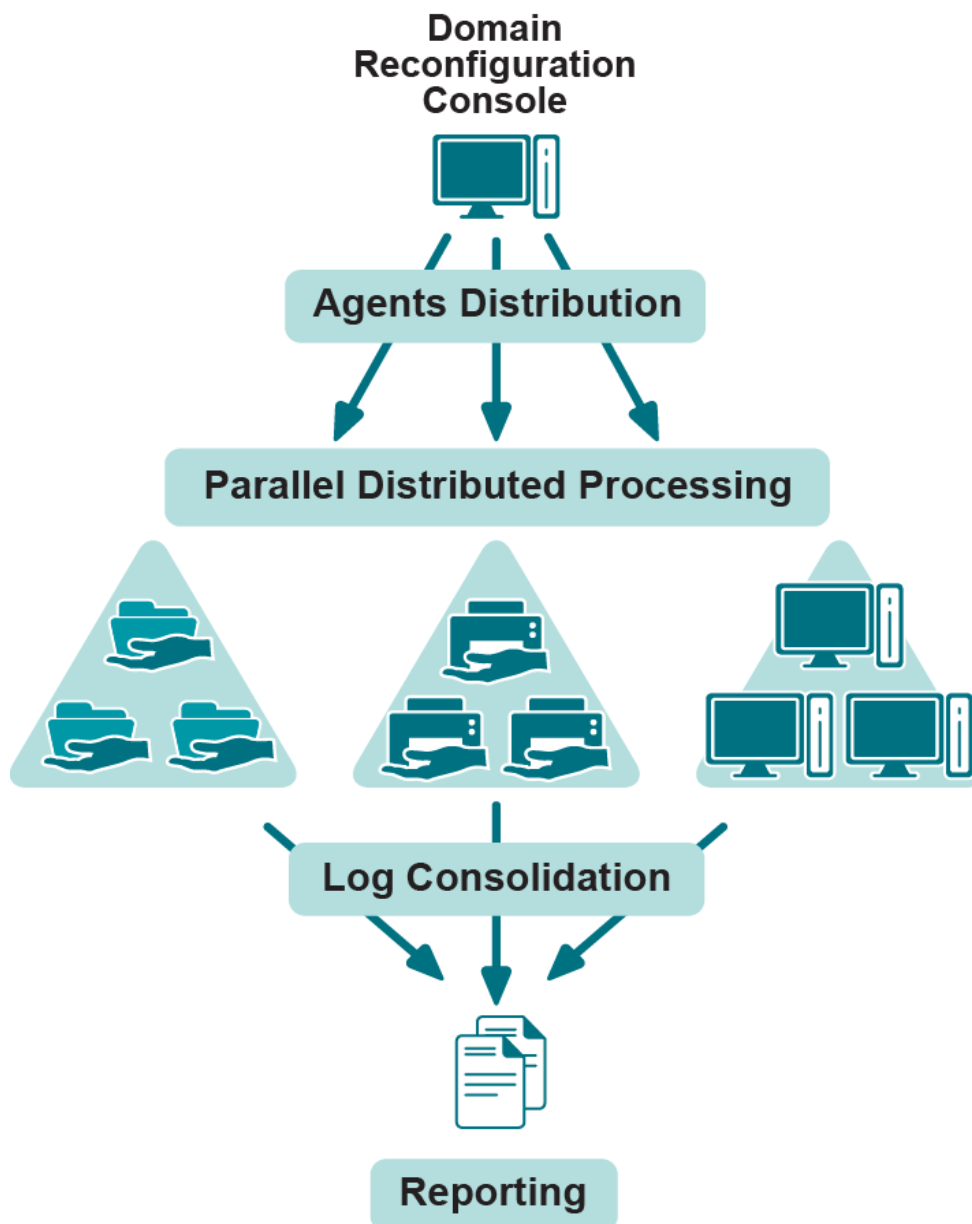 Domain
Reconfiguration
Console
Agents Distribution
Parallel Distributed Processing
Log Consolidation
Reporting